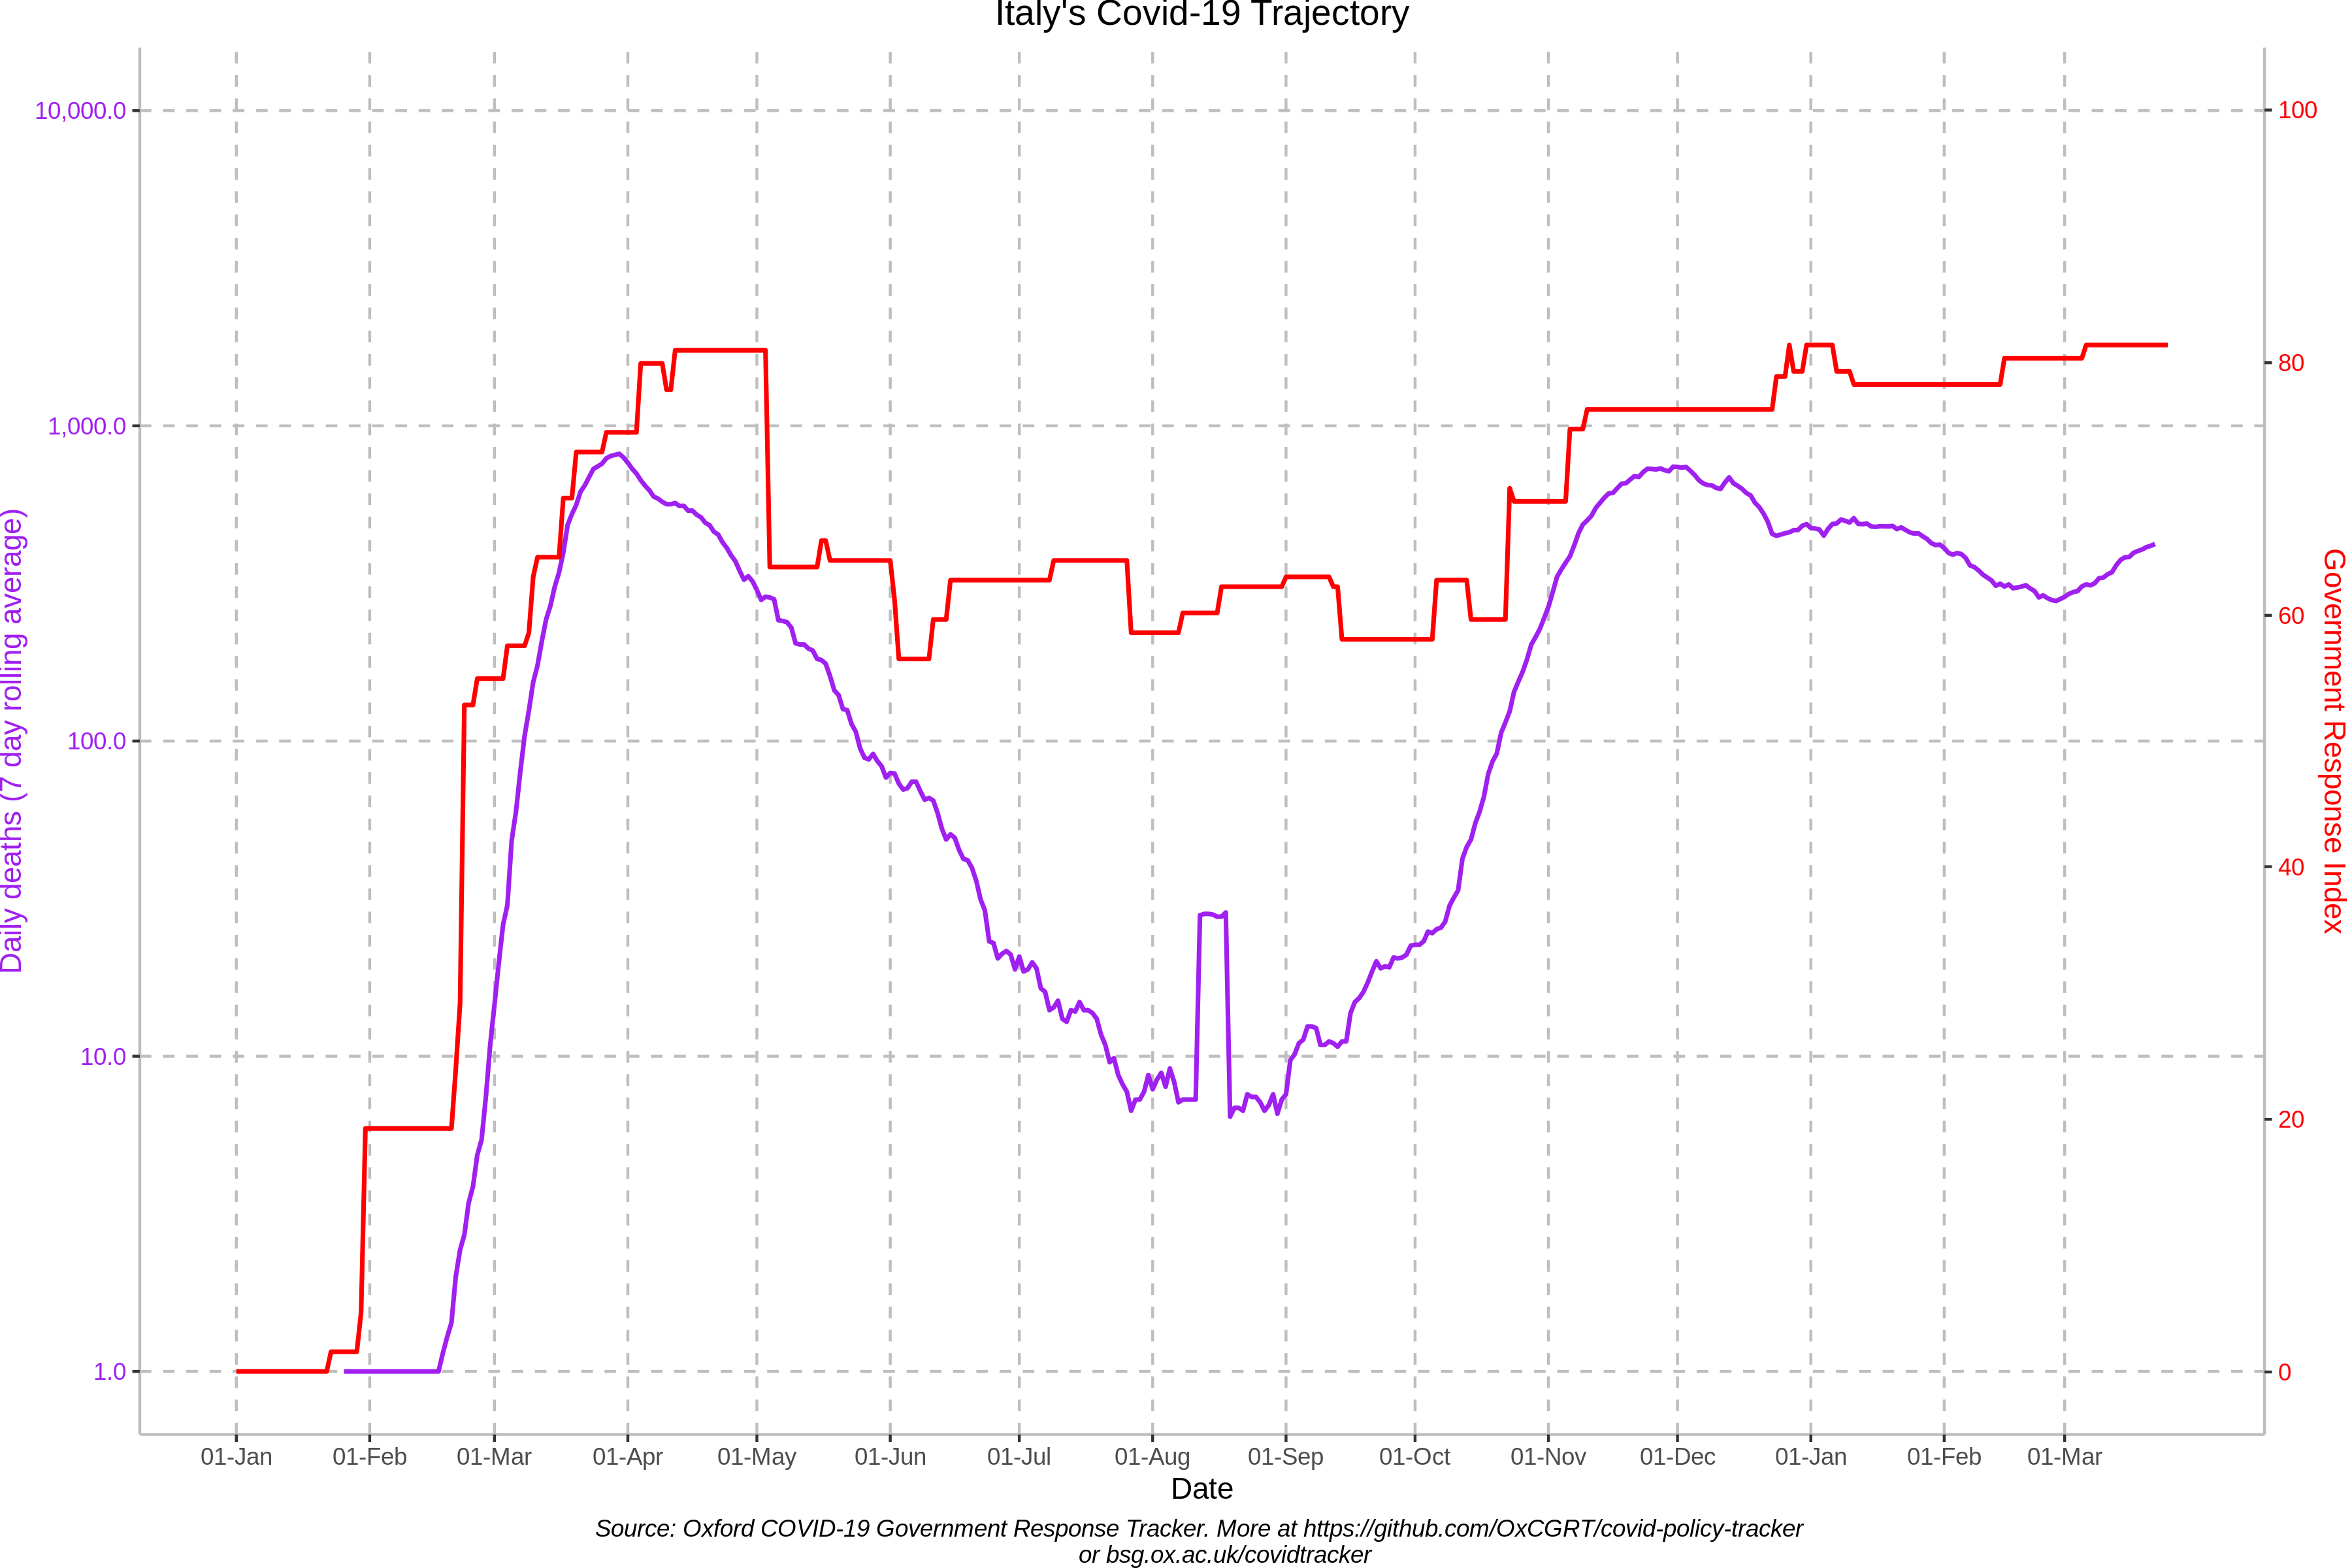 Italy's Covid-19 Trajectory
10,000.0
1,000.0
100.0
10.0
1.0
Daily deaths (7 day rolling average)
100
80
60
40
20
0
Government Response Index
01-Jan 01-Feb 01-Mar 01-Apr 01-May 01-Jun 01-Jul 01-Aug 01-Sep 01-Oct 01-Nov 01-Dec 01-Jan 01-Feb 01-Mar
Date
Source: Oxford COVID-19 Government Response Tracker. More at https://github.com/OxCGRT/covid-policy-tracker
or bsg.ox.ac.uk/covidtracker